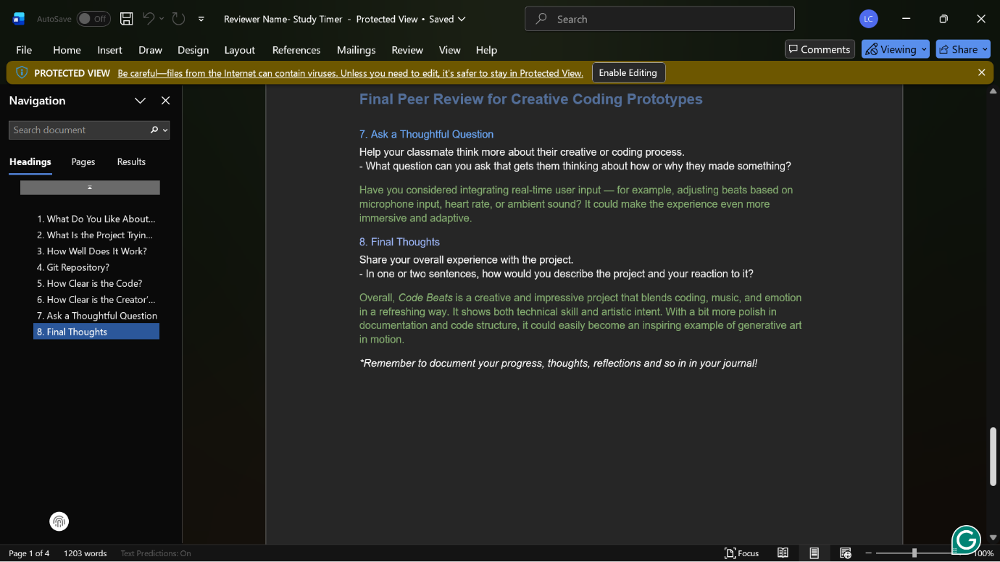 AutoSave Off Reviewer Name- Study Timer - Protected View • Saved Search LC
File Home Insert Draw Design Layout References Mailings Review View Help Comments Viewing Share
PROTECTED VIEW Be careful—files from the Internet can contain viruses. Unless you need to edit, it's safer to stay in Protected View. Enable Editing
Navigation
Search document
Headings Pages Results
1. What Do You Like About...
2. What Is the Project Tryin...
3. How Well Does It Work?
4. Git Repository?
5. How Clear is the Code?
6. How Clear is the Creator'...
7. Ask a Thoughtful Question
8. Final Thoughts
Final Peer Review for Creative Coding Prototypes
7. Ask a Thoughtful Question
Help your classmate think more about their creative or coding process.
- What question can you ask that gets them thinking about how or why they made something?
Have you considered integrating real-time user input — for example, adjusting beats based on
microphone input, heart rate, or ambient sound? It could make the experience even more
immersive and adaptive.
8. Final Thoughts
Share your overall experience with the project.
- In one or two sentences, how would you describe the project and your reaction to it?
Overall, Code Beats is a creative and impressive project that blends coding, music, and emotion
in a refreshing way. It shows both technical skill and artistic intent. With a bit more polish in
documentation and code structure, it could easily become an inspiring example of generative art
in motion.
*Remember to document your progress, thoughts, reflections and so in in your journal!
Page 1 of 4 1203 words Text Predictions: On Focus 100%